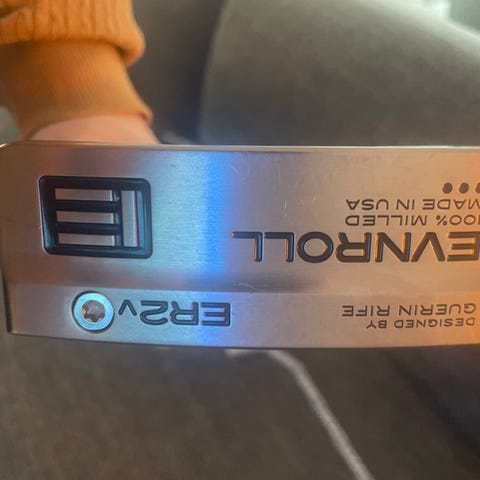 DESIGNED BY
GUERIN RIFE
ER2v
EVNROLL
100% MILLED
MADE IN USA